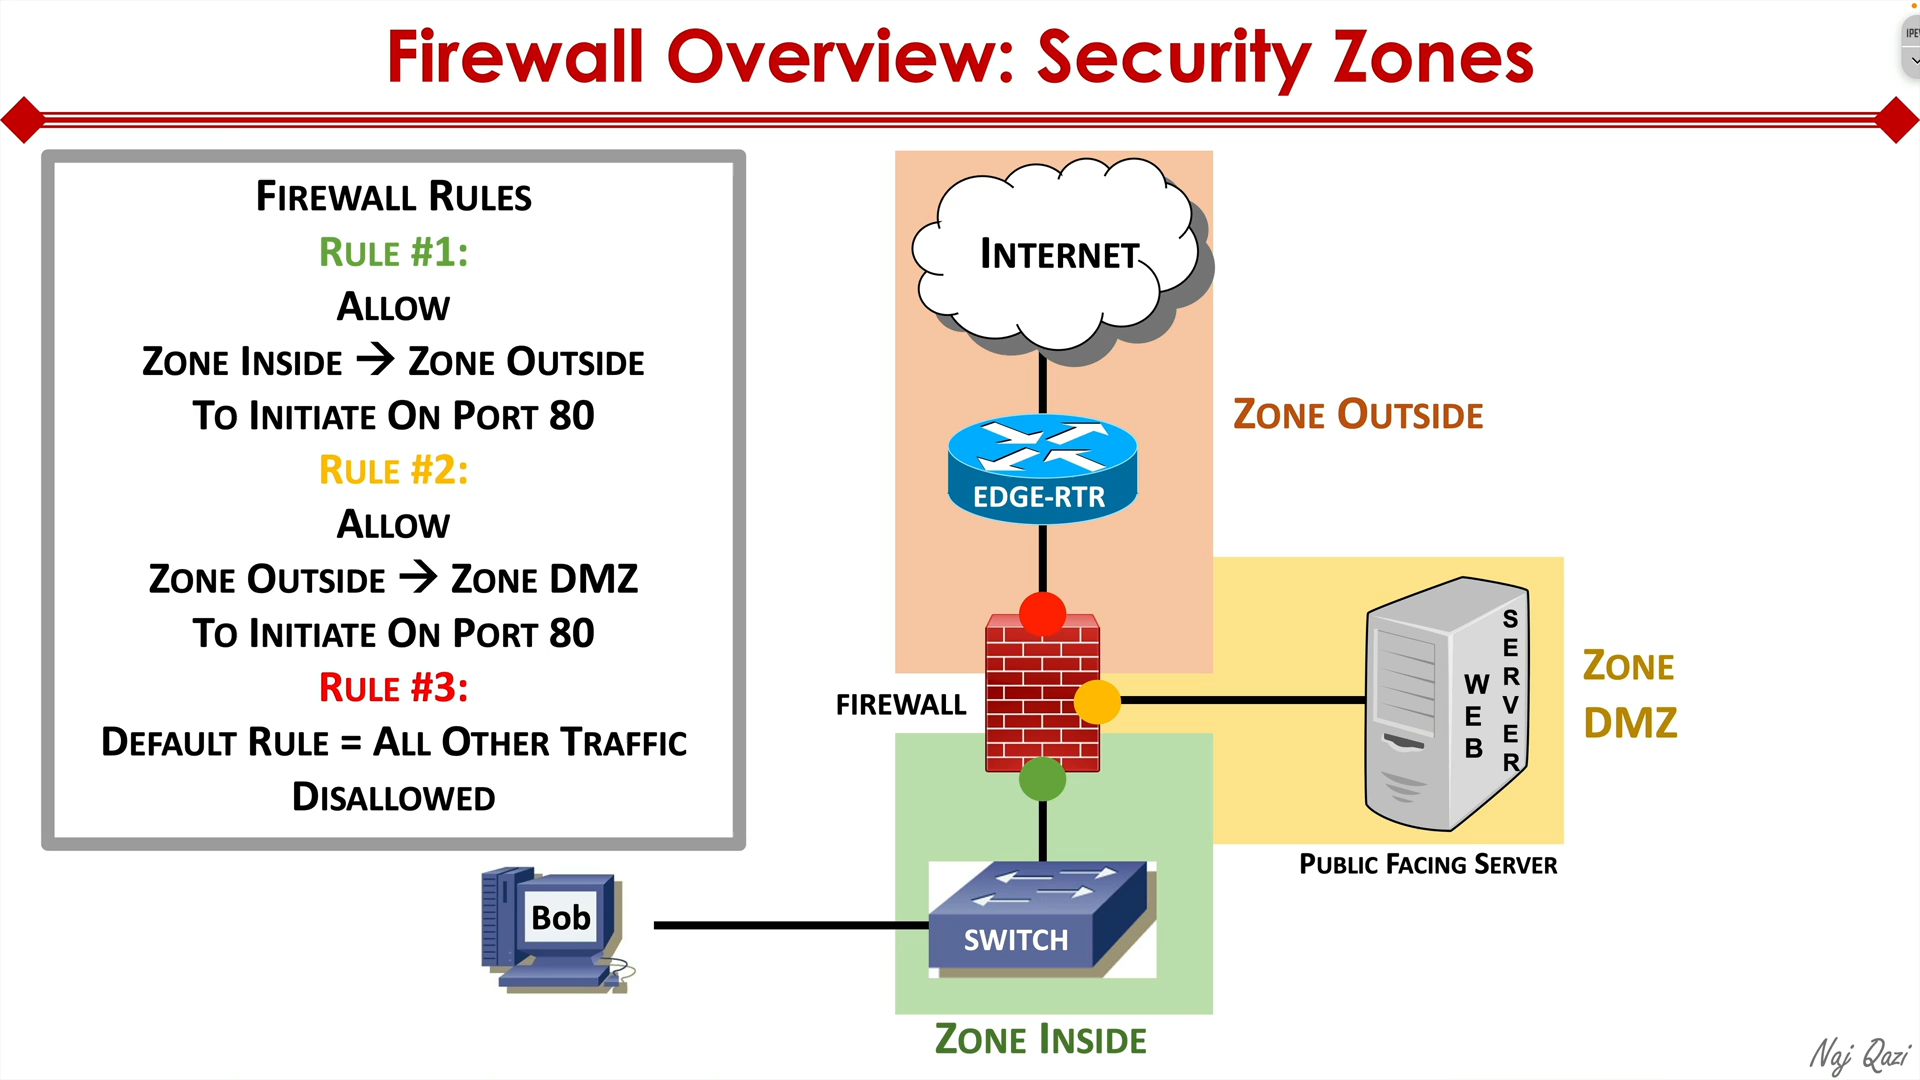 Firewall Overview: Security Zones
Firewall Rules
Rule #1:
Allow
Zone Inside → Zone Outside
To Initiate On Port 80
Rule #2:
Allow
Zone Outside → Zone DMZ
To Initiate On Port 80
Rule #3:
Default Rule = All Other Traffic
Disallowed
Internet
Zone Outside
EDGE-RTR
FIREWALL
WEB
SERVER
Zone
DMZ
Public Facing Server
Bob
SWITCH
Zone Inside
Naj Qazi